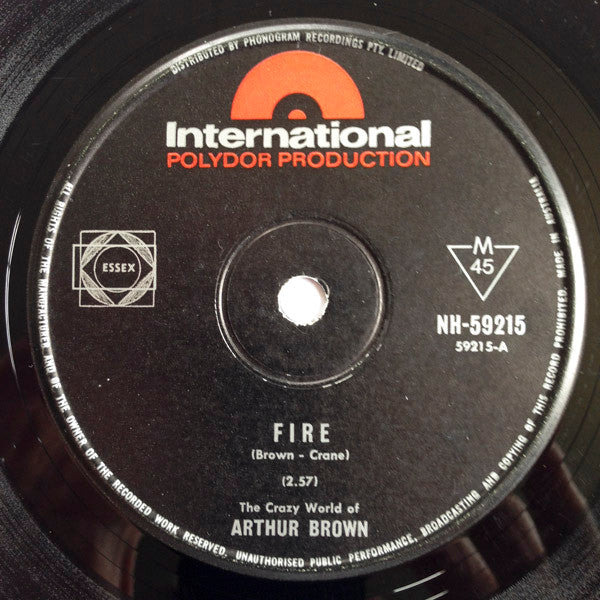 DISTRIBUTED BY PHONOGRAM RECORDINGS PTY. LIMITED
International
POLYDOR PRODUCTION
ESSEX
M
45
NH-59215
59215-A
FIRE
(Brown - Crane)
(2.57)
The Crazy World of
ARTHUR BROWN
ALL RIGHTS OF THE MANUFACTURER AND OF THE OWNER OF THE RECORDED WORK RESERVED. UNAUTHORISED PUBLIC PERFORMANCE, BROADCASTING AND COPYING OF THIS RECORD PROHIBITED. MADE IN AUSTRALIA